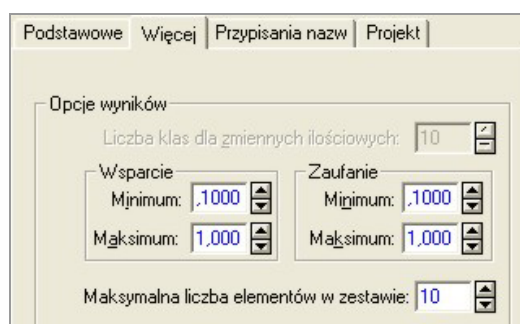 Podstawowe Więcej Przypisania nazw Projekt
Opcje wyników
Liczba klas dla zmiennych ilościowych: 10
Wsparcie Zaufanie
Minimum: ,1000 Minimum: ,1000
Maksimum: 1,000 Maksimum: 1,000
Maksymalna liczba elementów w zestawie: 10